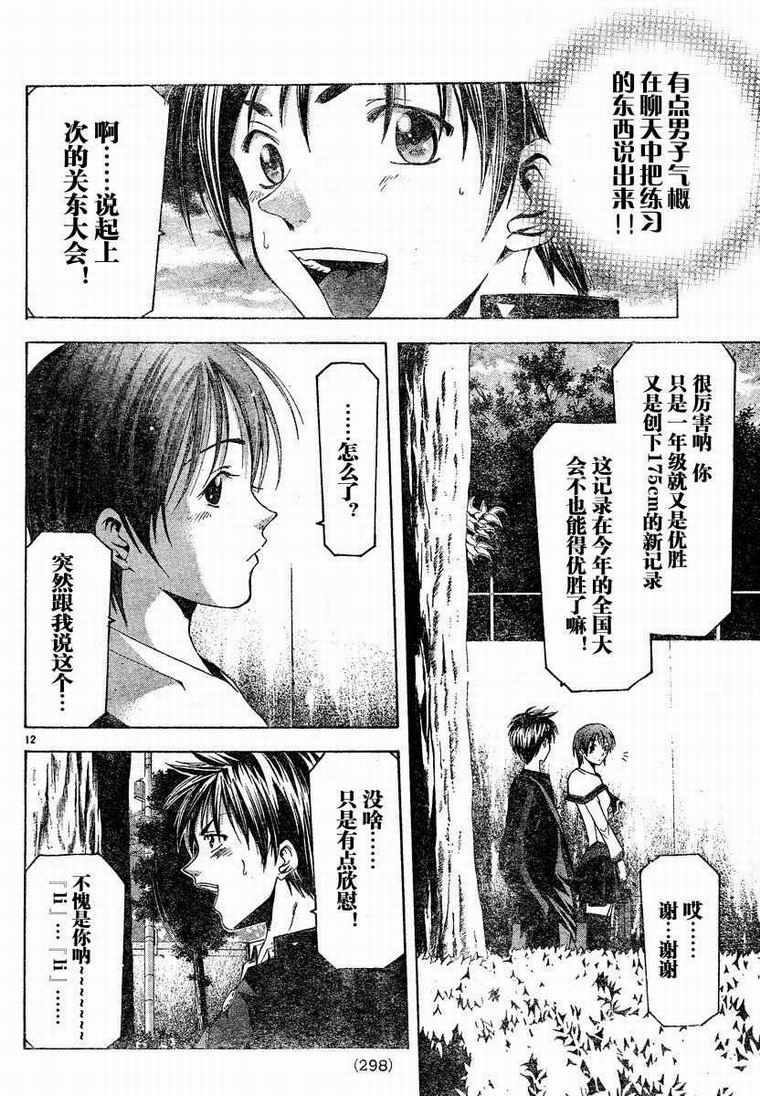 有点男子气概
在聊天中把练习
的东西说出来!!
啊……说起上
次的关东大会！
很厉害呐 你
只是一年级就又是优胜
又是创下175cm的新记录
这记录在今年的全国大
会不也能得优胜了嘛！
哎……
谢…谢谢
……怎么了？
突然跟我说这个…
没啥……
只是有点欣慰！
不愧是你呐~~~~~~
『li』…『li』……
12
(298)